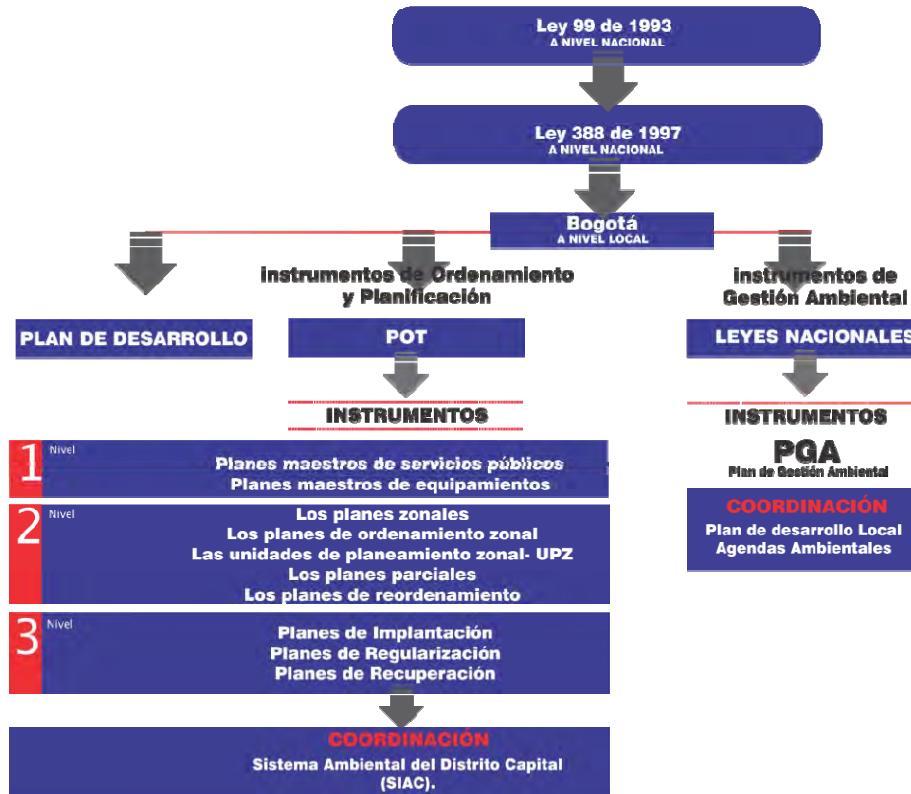 Ley 99 de 1993
A NIVEL NACIONAL
Ley 388 de 1997
A NIVEL NACIONAL
Bogotá
A NIVEL LOCAL
instrumentos de Ordenamiento
y Planificación
instrumentos de
Gestión Ambiental
PLAN DE DESARROLLO
POT
LEYES NACIONALES
INSTRUMENTOS
1 Nivel
Planes maestros de servicios públicos
Planes maestros de equipamientos
2 Nivel
Los planes zonales
Los planes de ordenamiento zonal
Las unidades de planeamiento zonal- UPZ
Los planes parciales
Los planes de reordenamiento
3 Nivel
Planes de Implantación
Planes de Regularización
Planes de Recuperación
COORDINACIÓN
Sistema Ambiental del Distrito Capital
(SIAC).
INSTRUMENTOS
PGA
Plan de Gestión Ambiental
COORDINACIÓN
Plan de desarrollo Local
Agendas Ambientales